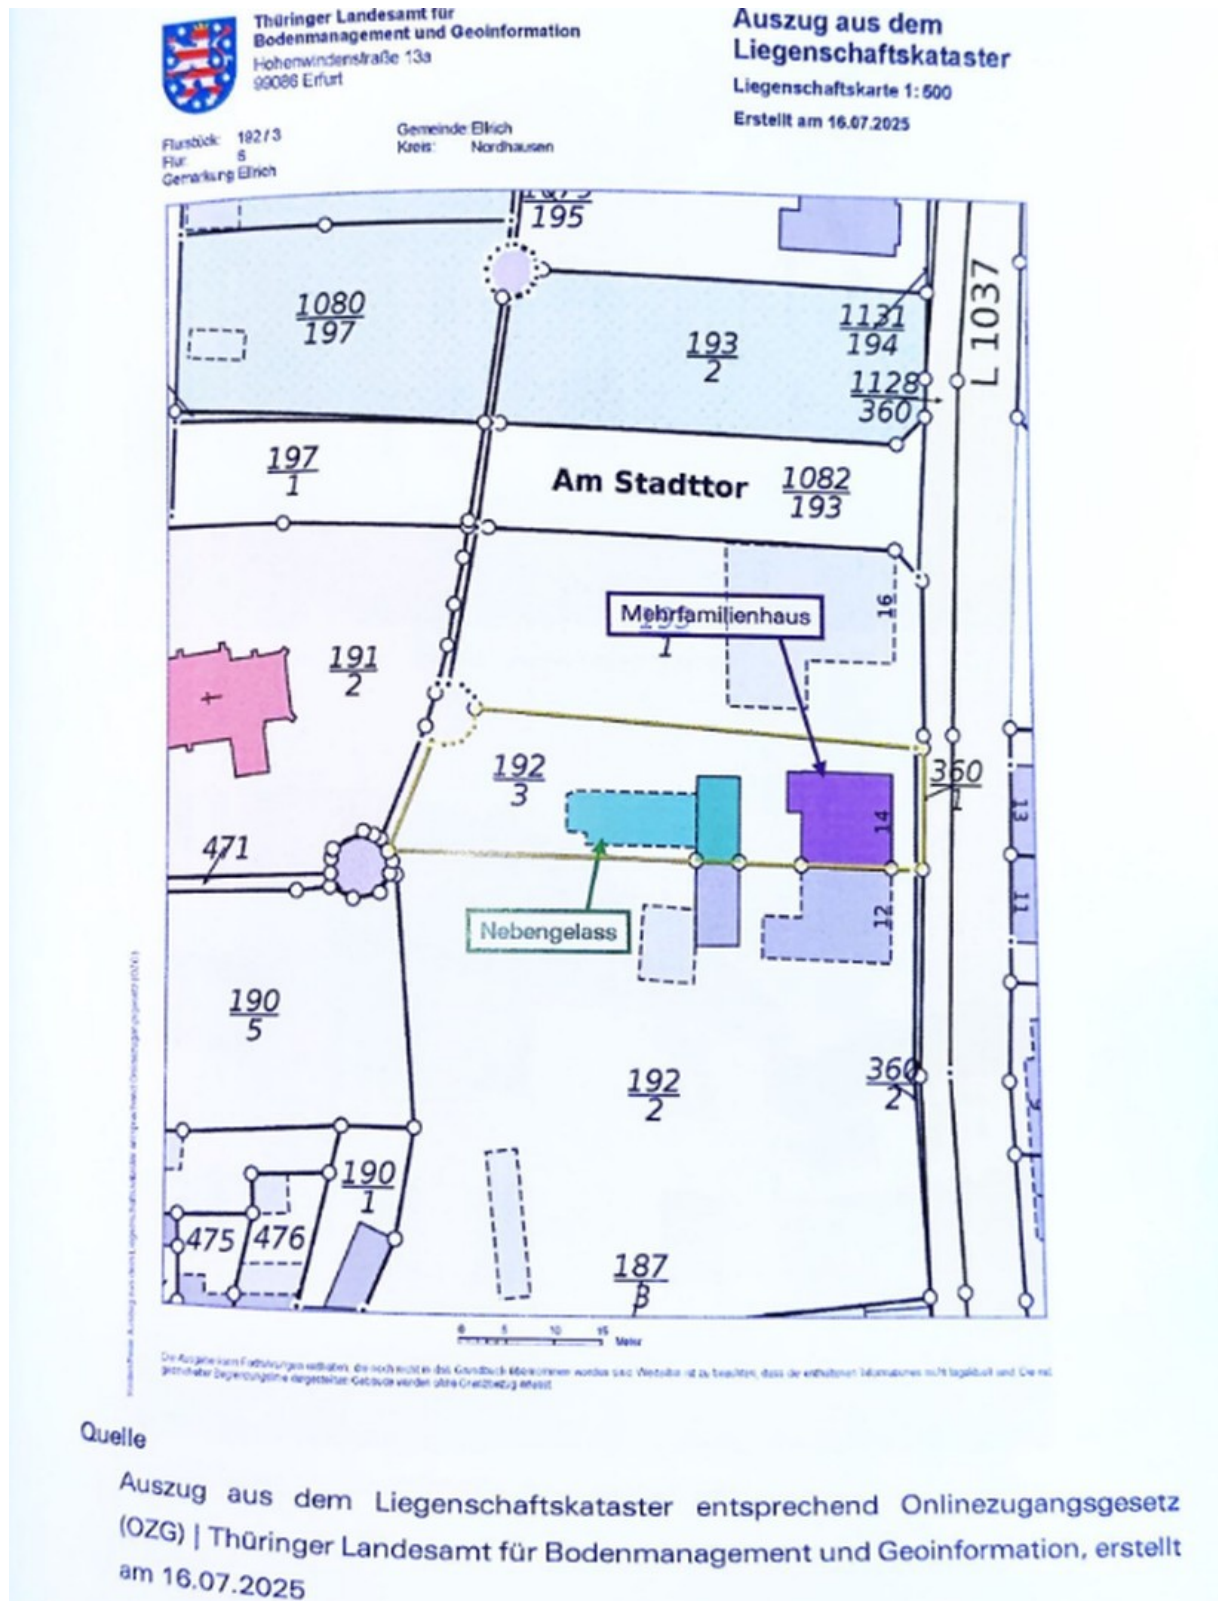 Thüringer Landesamt für
Bodenmanagement und Geoinformation
Hohenwindenstraße 13a
99086 Erfurt
Auszug aus dem
Liegenschaftskataster
Liegenschaftskarte 1:500
Erstellt am 16.07.2025
Flurstück: 192/3
Flur: 6
Gemarkung: Ellrich
Gemeinde: Ellrich
Kreis: Nordhausen
195
1080
197
193
2
1131
194
1128
360
L 1037
197
1
Am Stadttor
1082
193
16
Mehrfamilienhaus
1
191
2
192
3
360
1
14
13
471
Nebengelass
12
11
190
5
192
2
360
2
190
1
475
476
187
3
0 5 10 15 Meter
Quelle
Auszug aus dem Liegenschaftskataster entsprechend Onlinezugangsgesetz
(OZG) | Thüringer Landesamt für Bodenmanagement und Geoinformation, erstellt
am 16.07.2025